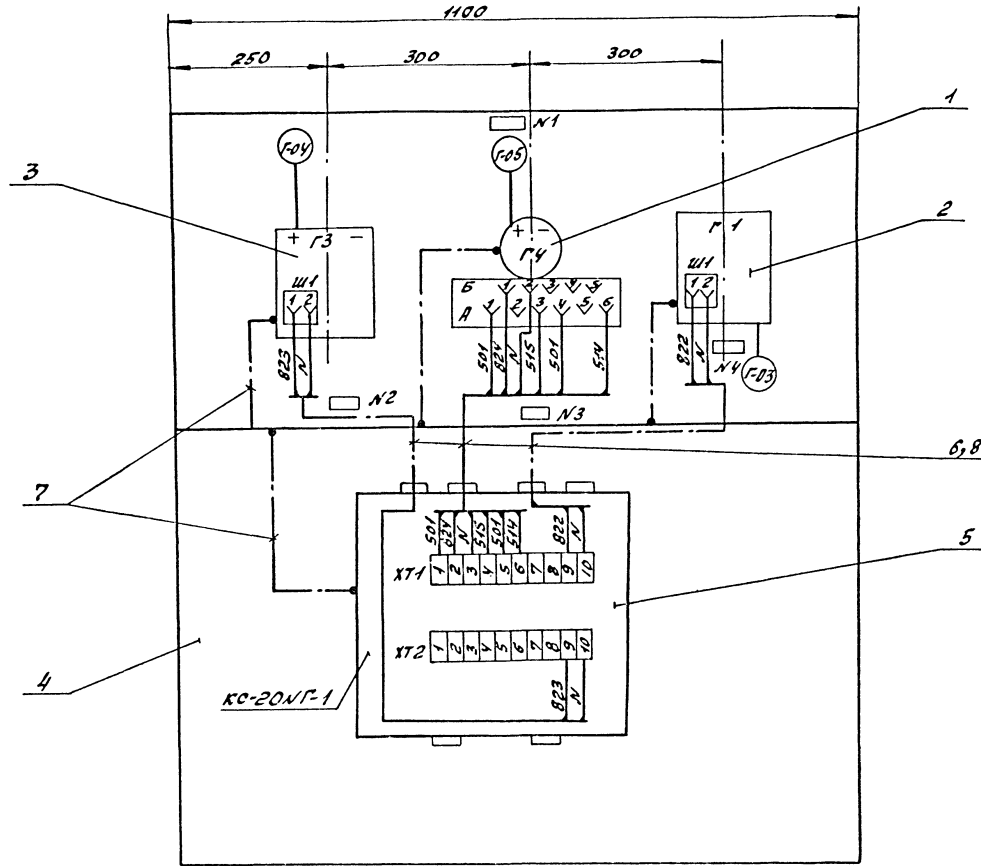 1100
250 300 300
1
N1
Г-04
Г-05
3
2
+ Г3 -
+ -
Г4
Г1
Ш1
1 2
Б 1 2 3 4 5
А 1 2 3 4 5 6
Ш1
1 2
823 N
501 824 N 515 501 514
822 N
N4
Г-03
N2
N3
6,8
7
501 824 N 515 501 514
822 N
5
ХТ1 1 2 3 4 5 6 7 8 9 10
ХТ2 1 2 3 4 5 6 7 8 9 10
4
КС-20NГ-1
823 N